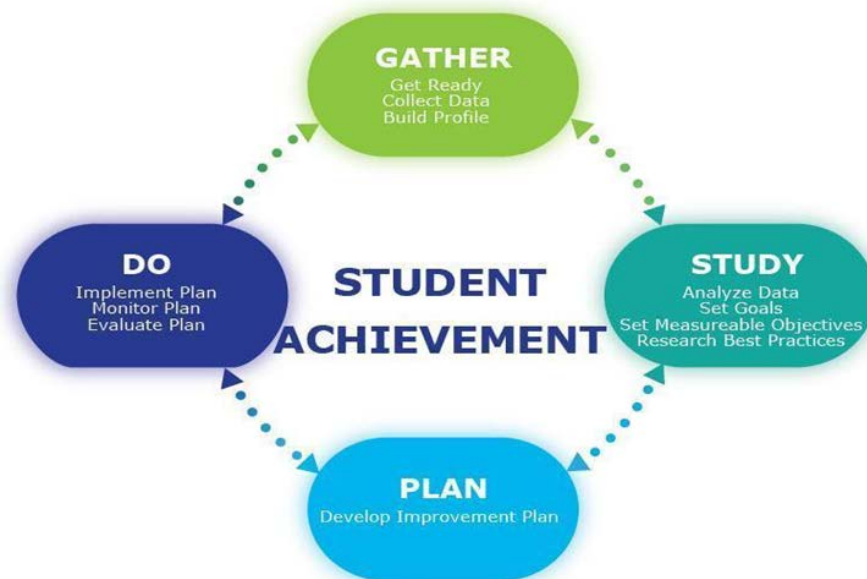 GATHER
Get Ready
Collect Data
Build Profile
DO
Implement Plan
Monitor Plan
Evaluate Plan
STUDENT
ACHIEVEMENT
STUDY
Analyze Data
Set Goals
Set Measureable Objectives
Research Best Practices
PLAN
Develop Improvement Plan